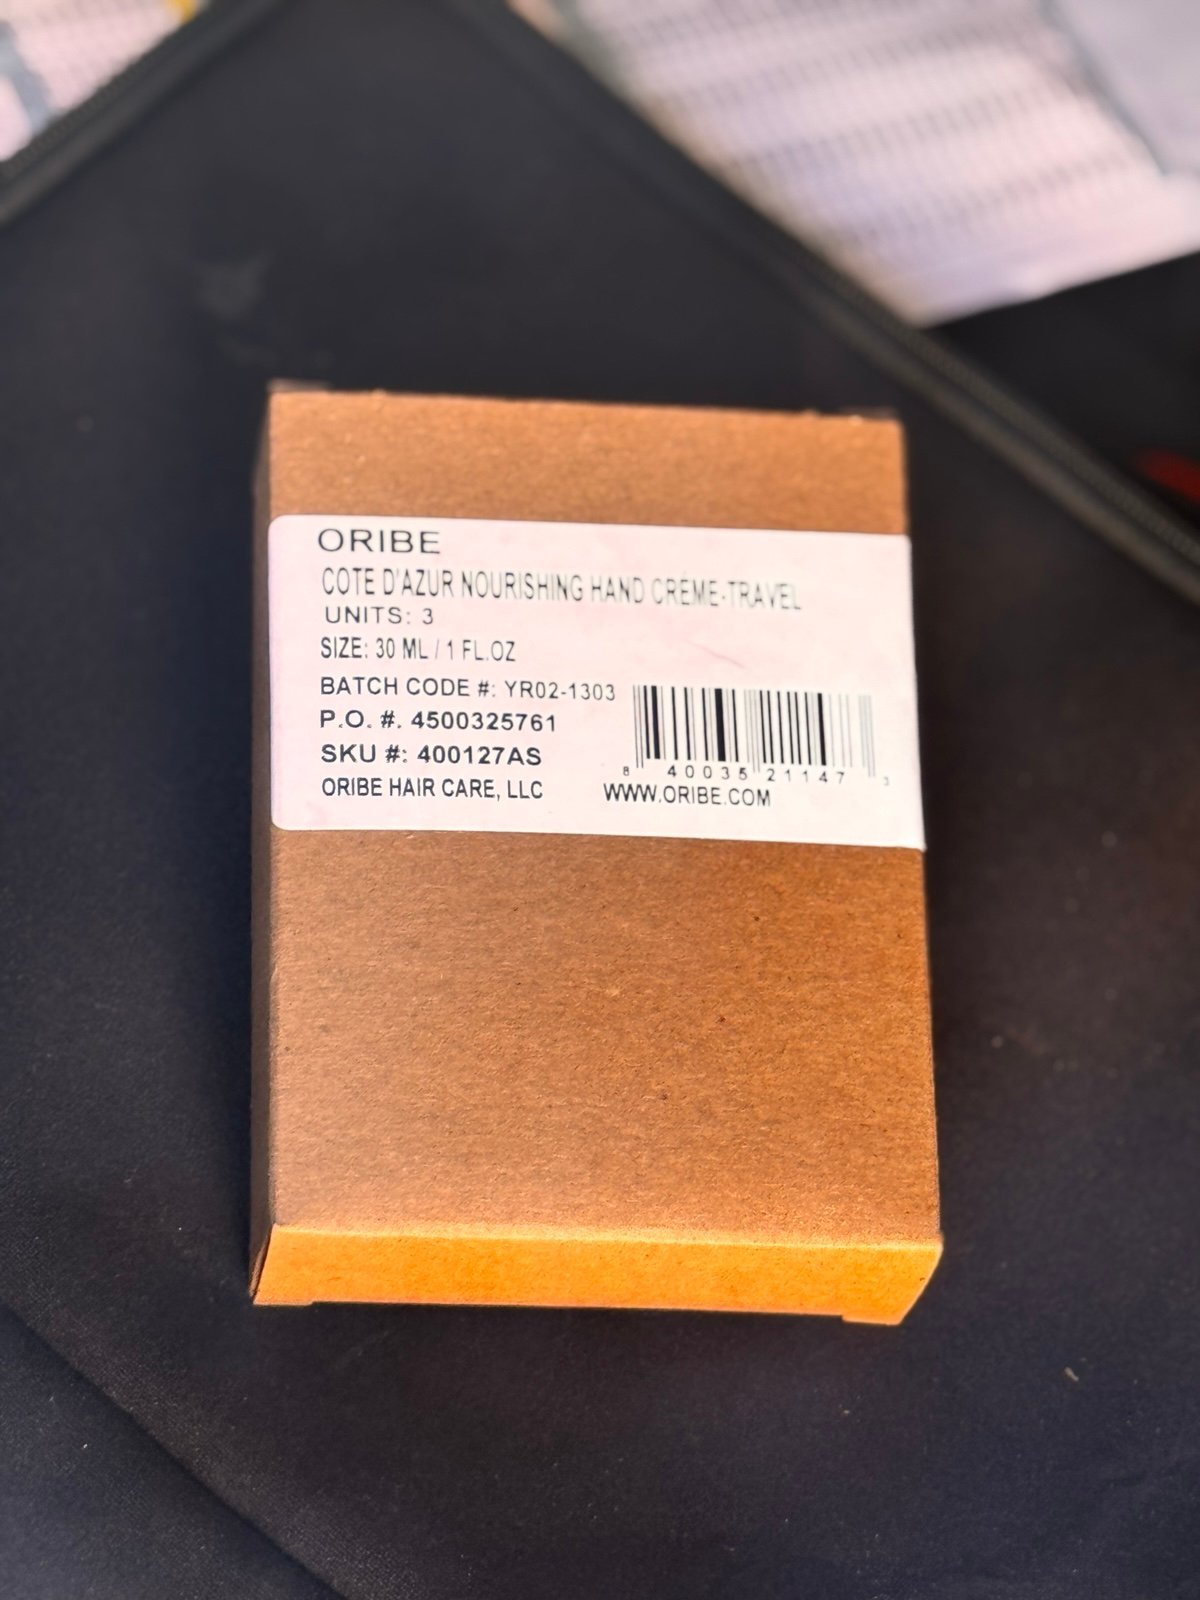 ORIBE
COTE D'AZUR NOURISHING HAND CRÈME-TRAVEL
UNITS: 3
SIZE: 30 ML / 1 FL.OZ
BATCH CODE #: YR02-1303
P.O. #. 4500325761
SKU #: 400127AS
8 40035 21147 3
ORIBE HAIR CARE, LLC WWW.ORIBE.COM